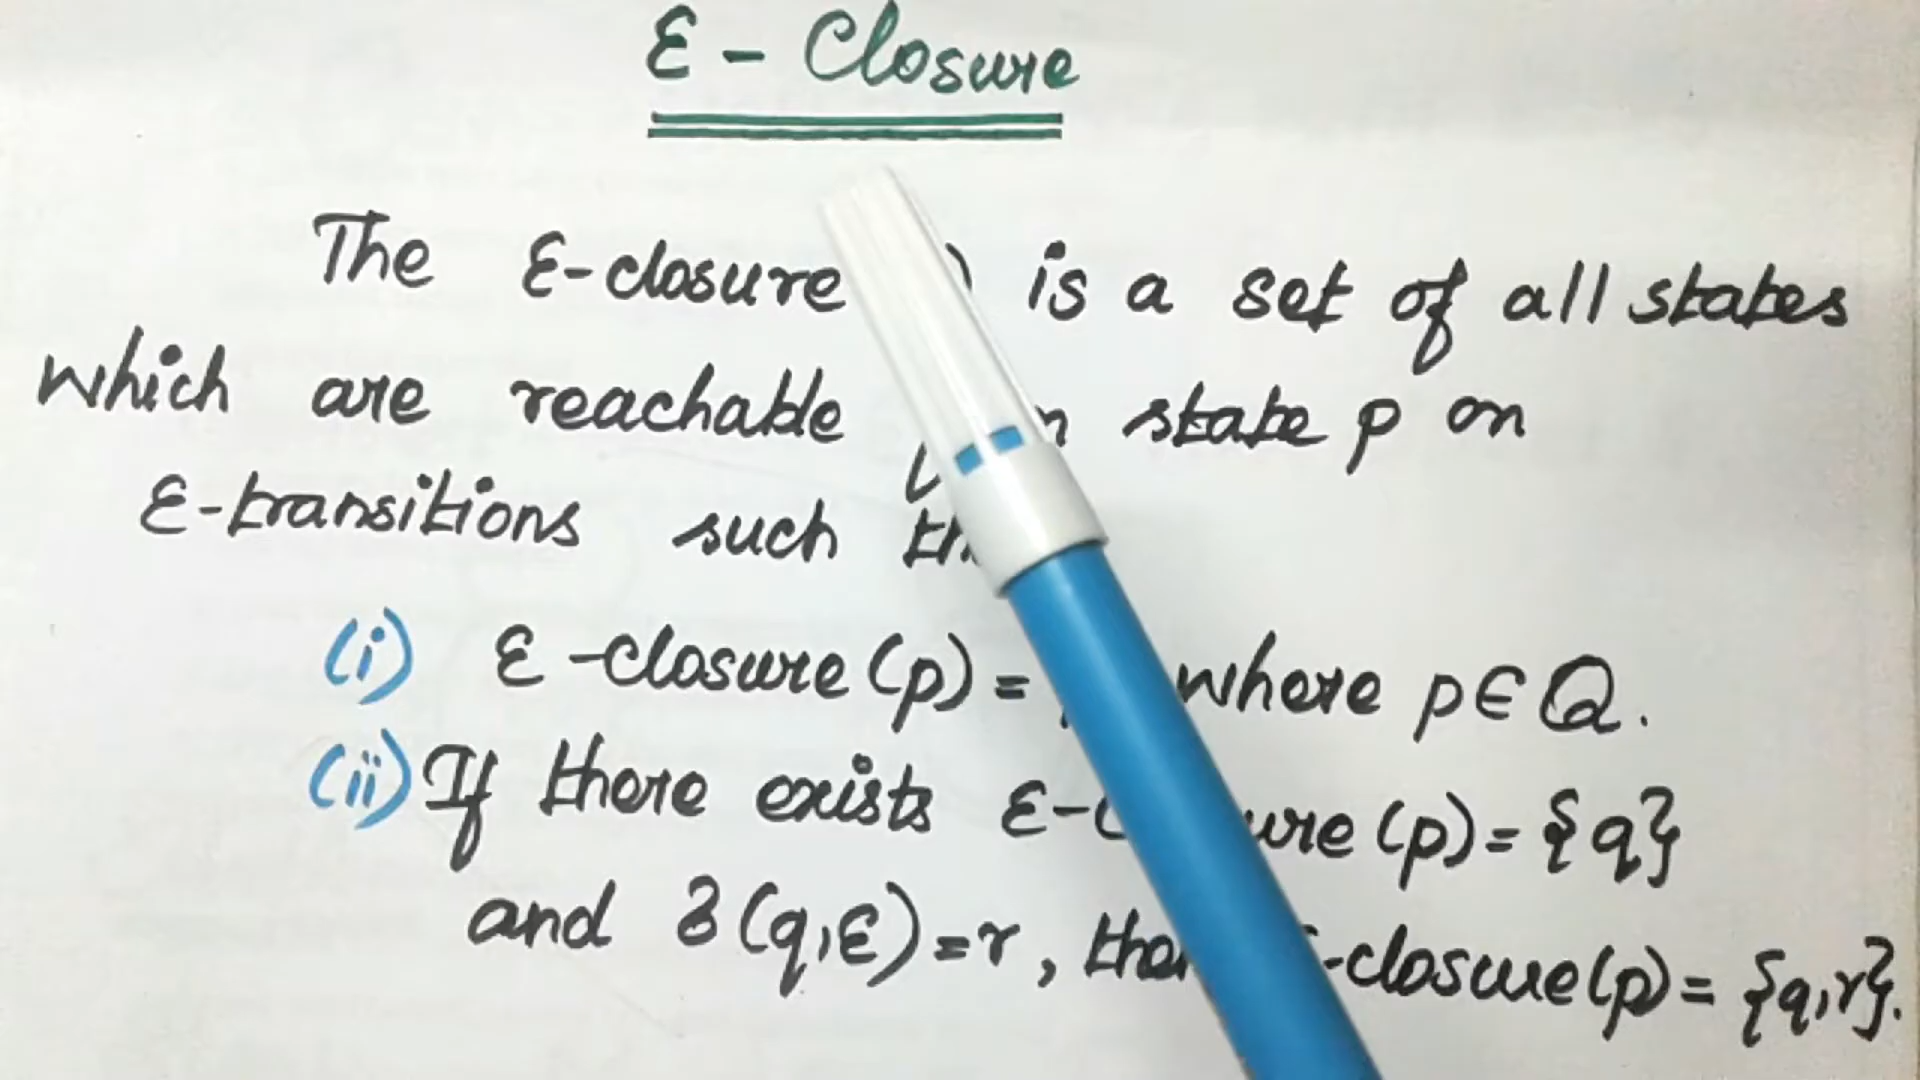 ε - Closure
The ε-closure ) is a set of all states
which are reachable state p on
ε-transitions such
(i) ε-closure (p) = where p∈Q.
(ii) If there exists (p) = {q}
and δ(q,ε) = r, -closure(p) = {q,r}.